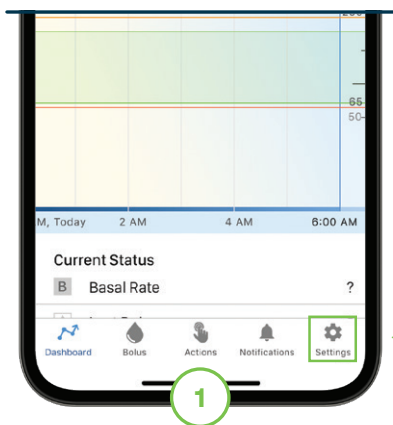 65
50
M, Today 2 AM 4 AM 6:00 AM
Current Status
B Basal Rate ?
Dashboard Bolus Actions Notifications Settings
1